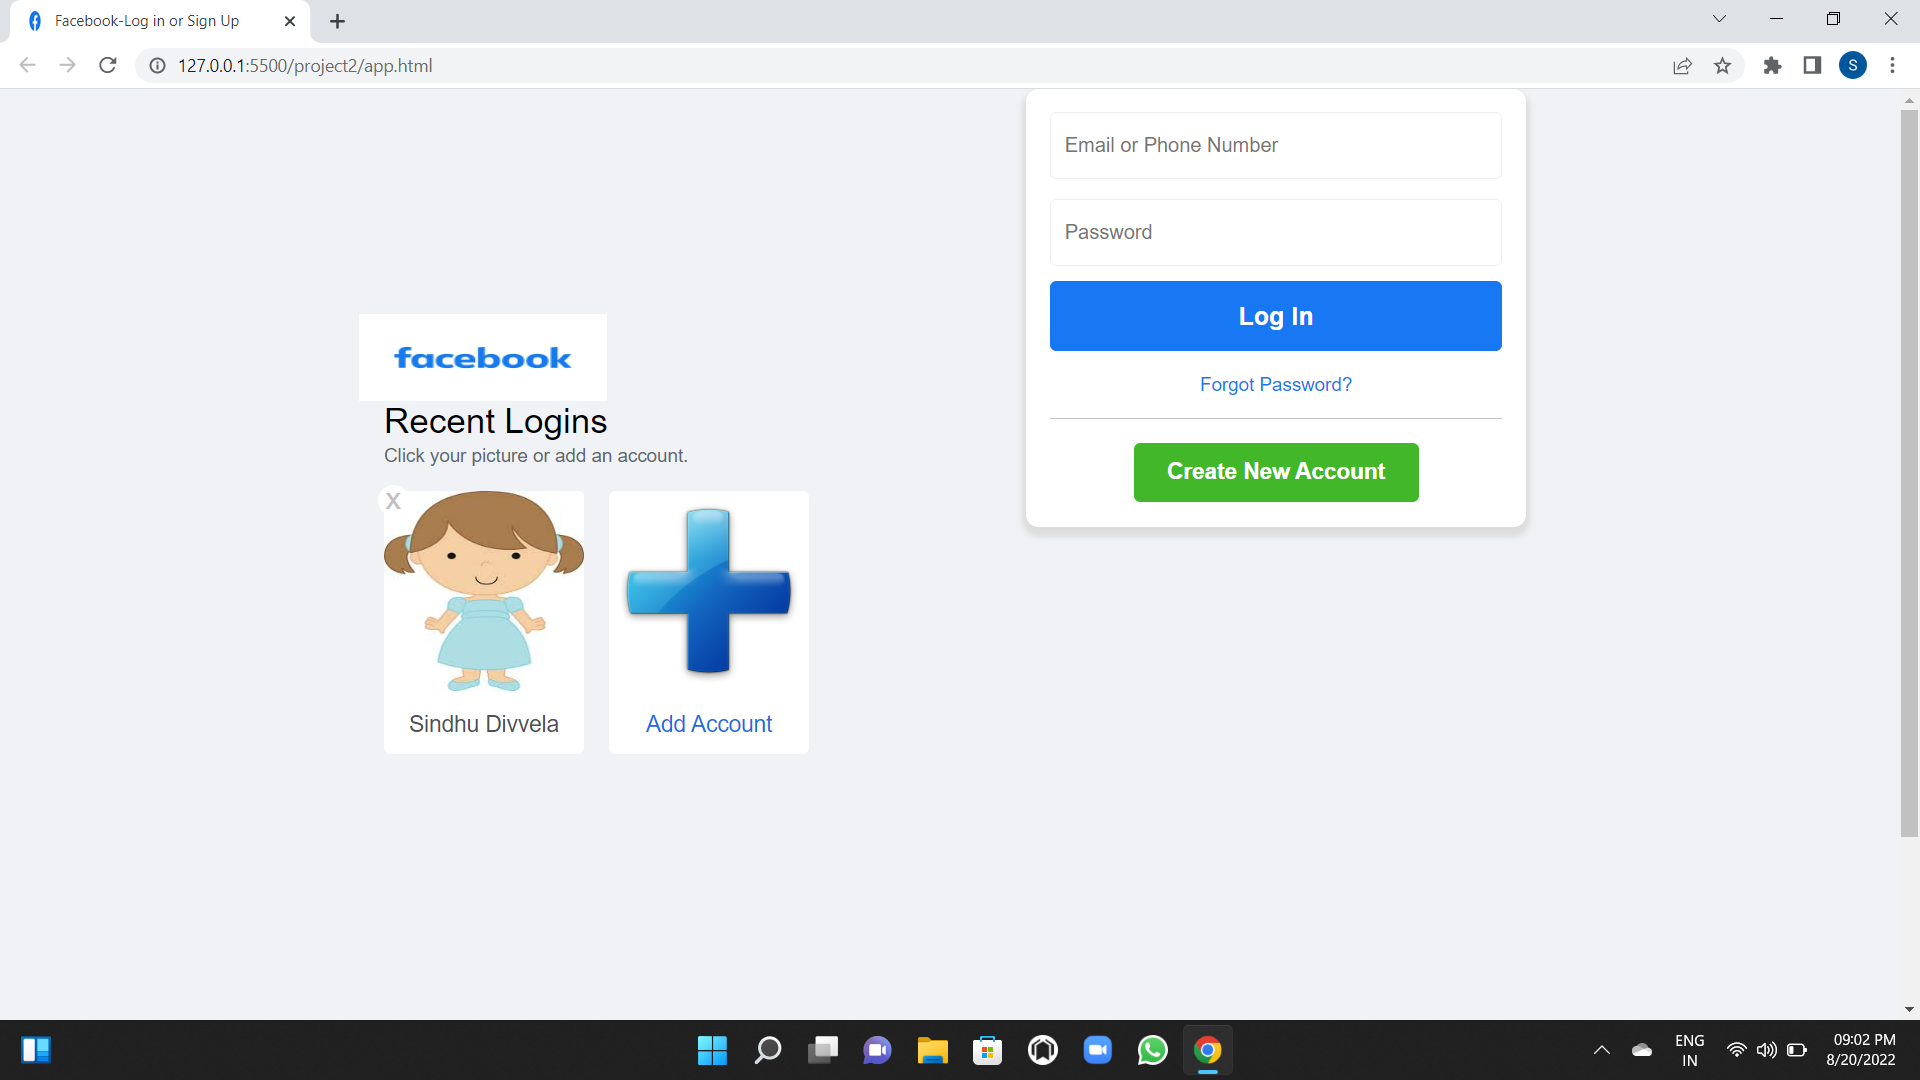 Facebook-Log in or Sign Up
127.0.0.1:5500/project2/app.html
S
Email or Phone Number
Password
Log In
Forgot Password?
Create New Account
facebook
Recent Logins
Click your picture or add an account.
X
Sindhu Divvela
Add Account
ENG
IN
09:02 PM
8/20/2022